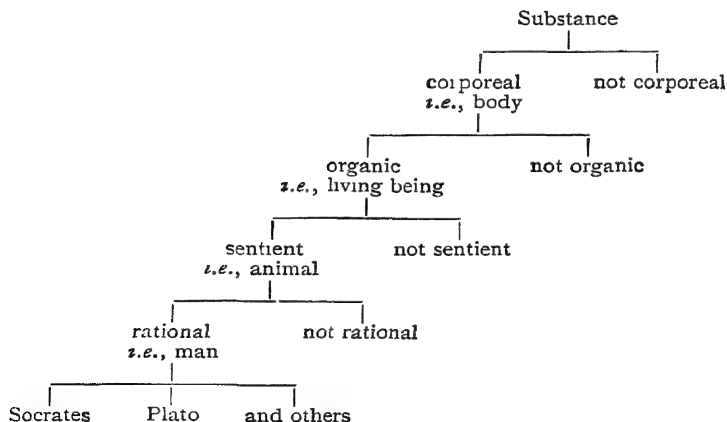 Substance
corporeal not corporeal
i.e., body
organic not organic
i.e., living being
sentient not sentient
i.e., animal
rational not rational
i.e., man
Socrates Plato and others